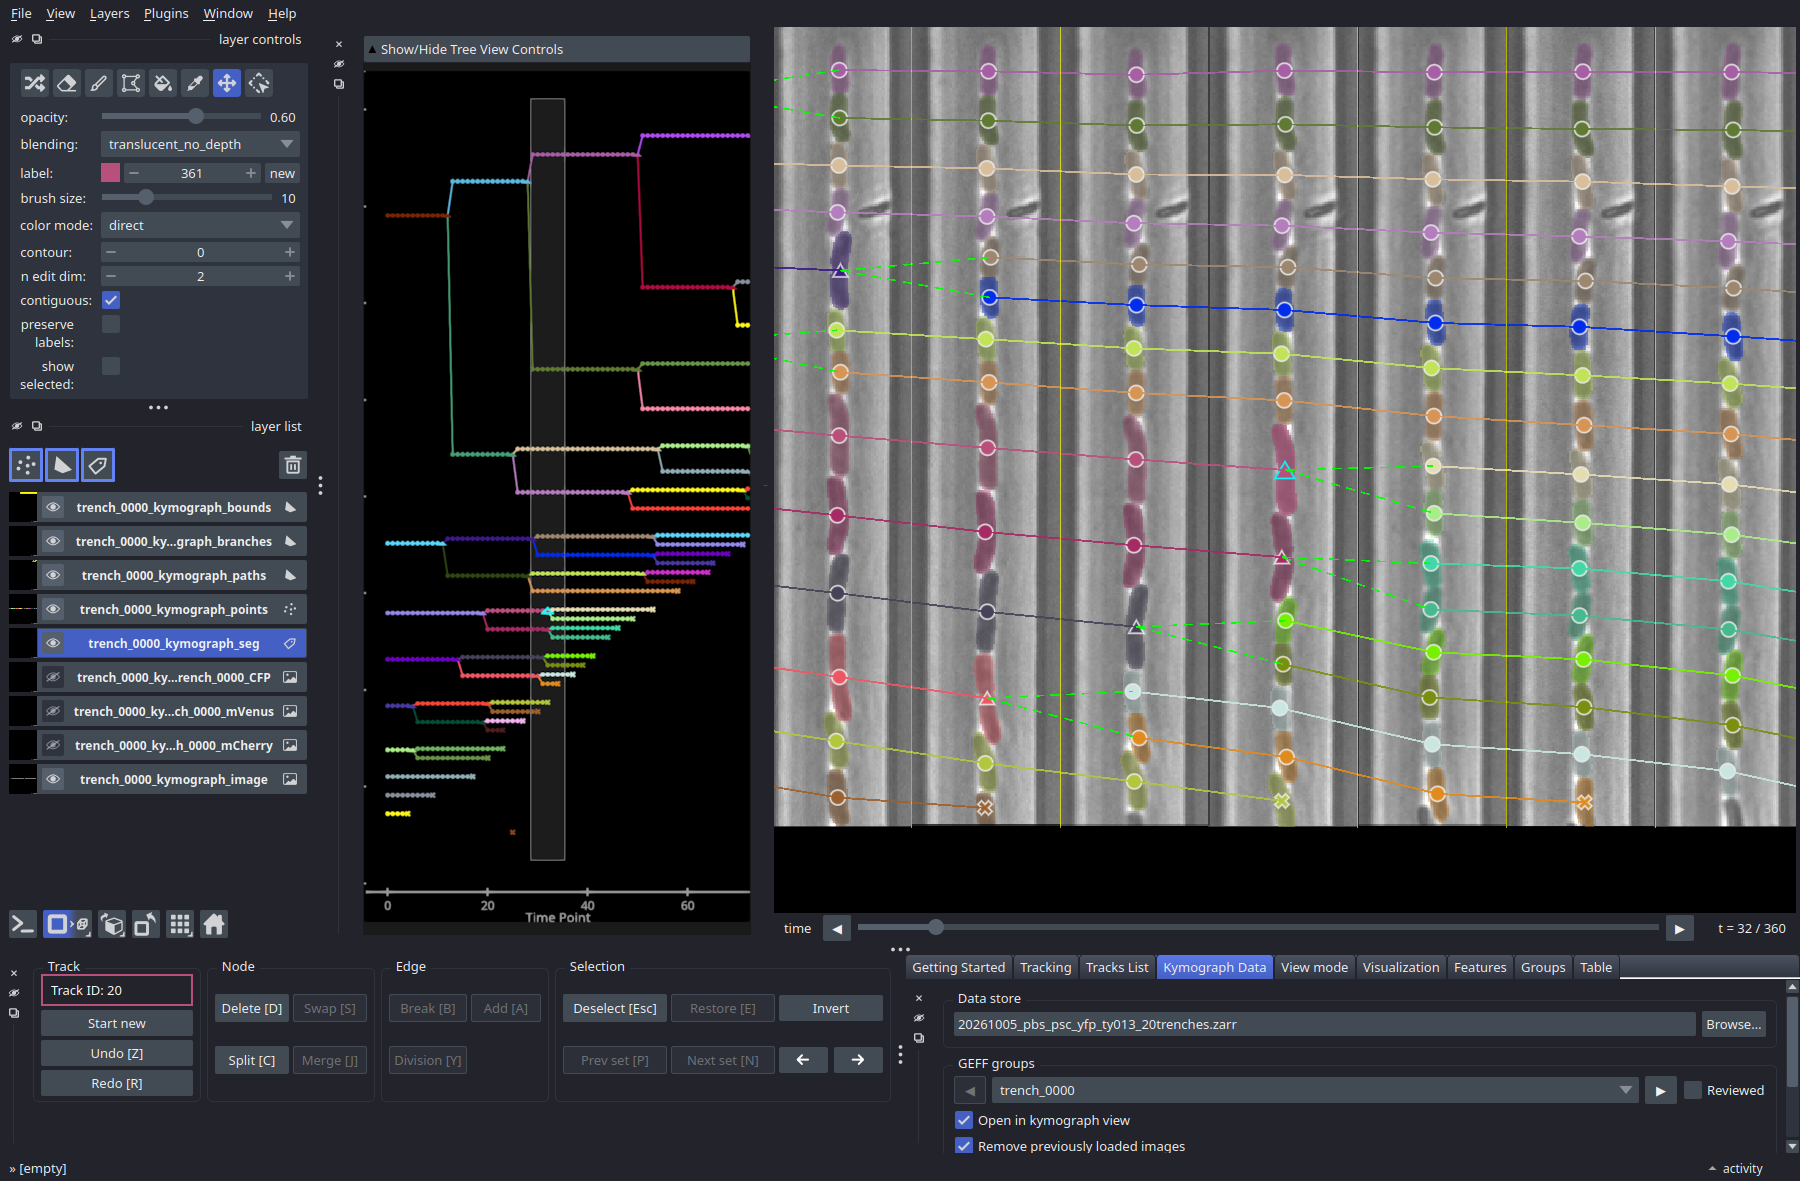 File View Layers Plugins Window Help
layer controls
opacity: 0.60
blending: translucent_no_depth
label: − 361 + new
brush size: 10
color mode: direct
contour: − 0 +
n edit dim: − 2 +
contiguous:
preserve
labels:
show
selected:
layer list
trench_0000_kymograph_bounds
trench_0000_ky...graph_branches
trench_0000_kymograph_paths
trench_0000_kymograph_points
trench_0000_kymograph_seg
trench_0000_ky...rench_0000_CFP
trench_0000_ky...ch_0000_mVenus
trench_0000_ky...h_0000_mCherry
trench_0000_kymograph_image
▲ Show/Hide Tree View Controls
0 20 40 60
Time Point
time ◀ ▶ t = 32 / 360
Track
Track ID: 20
Start new
Undo [Z]
Redo [R]
Node
Delete [D] Swap [S]
Split [C] Merge [J]
Edge
Break [B] Add [A]
Division [Y]
Selection
Deselect [Esc] Restore [E] Invert
Prev set [P] Next set [N] ← →
Getting Started Tracking Tracks List Kymograph Data View mode Visualization Features Groups Table
Data store
20261005_pbs_psc_yfp_ty013_20trenches.zarr Browse...
GEFF groups
◀ trench_0000 ▶ Reviewed
Open in kymograph view
Remove previously loaded images
» [empty]
activity